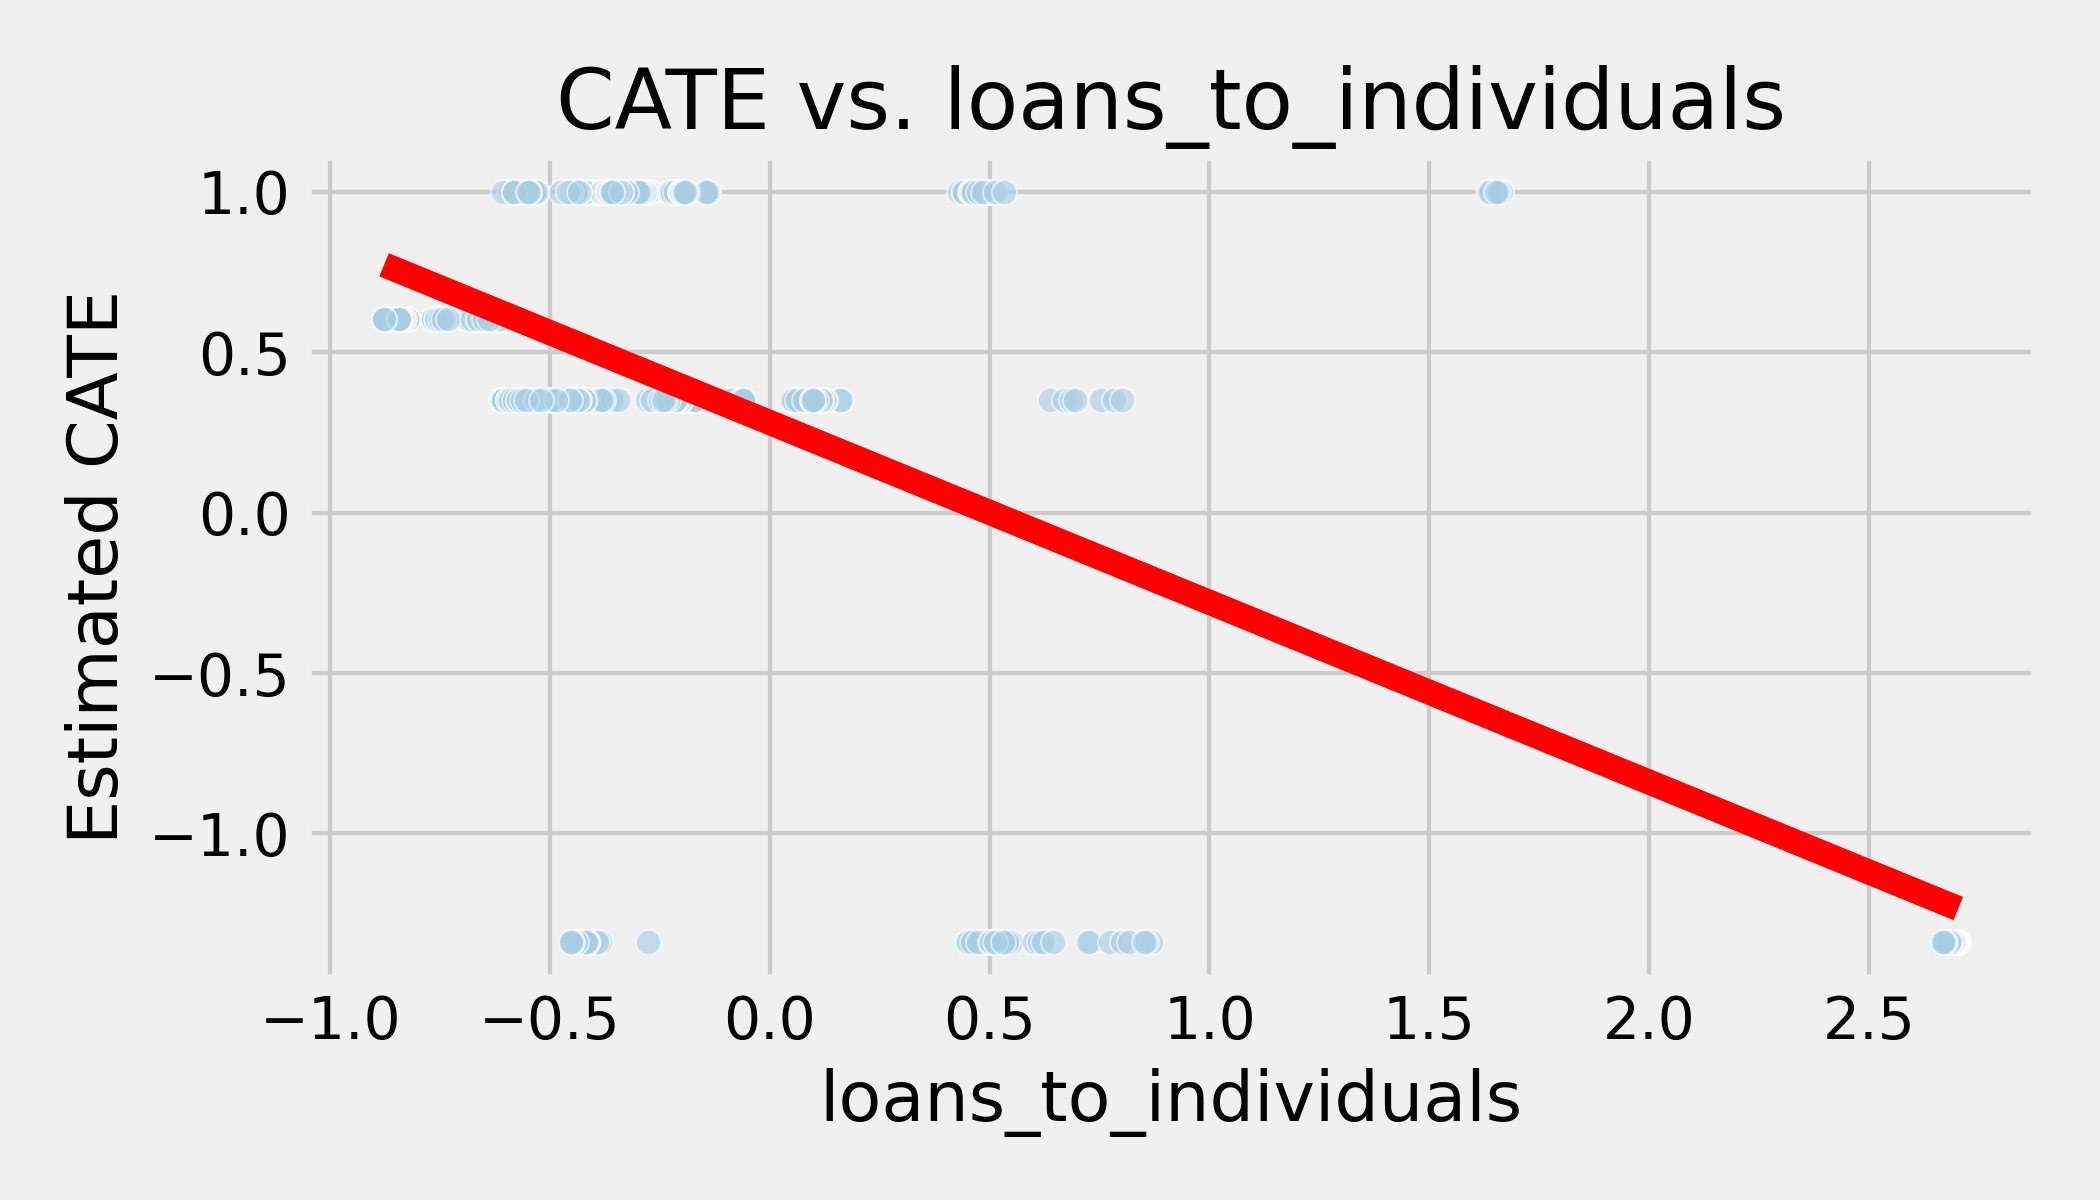 CATE vs. loans_to_individuals
1.0
0.5
0.0
−0.5
−1.0
Estimated CATE
−1.0 −0.5 0.0 0.5 1.0 1.5 2.0 2.5
loans_to_individuals